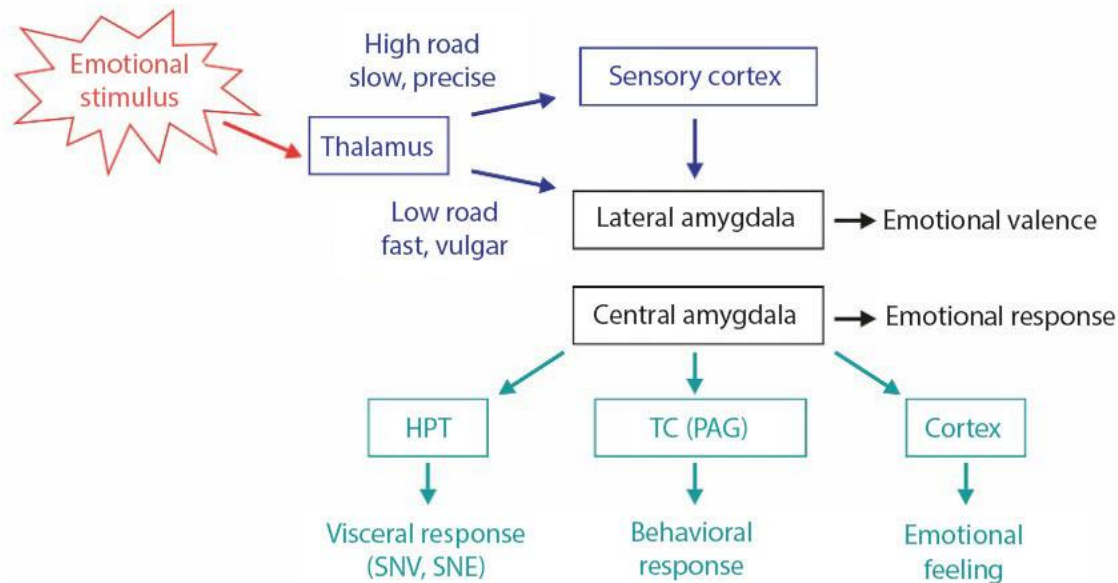 Emotional
stimulus
High road
slow, precise
Sensory cortex
Thalamus
Low road
fast, vulgar
Lateral amygdala
Emotional valence
Central amygdala
Emotional response
HPT
TC (PAG)
Cortex
Visceral response
(SNV, SNE)
Behavioral
response
Emotional
feeling